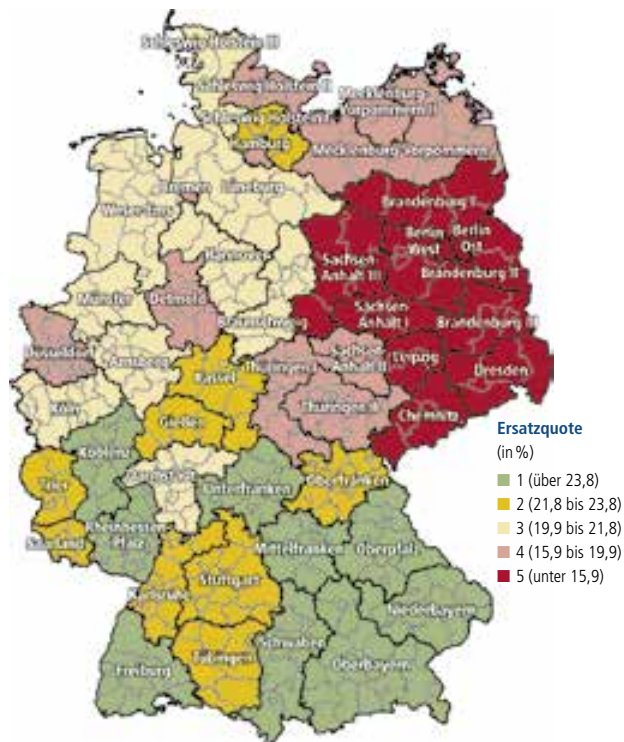 Schleswig Holstein III
Schleswig Holstein II
Mecklenburg-
Vorpommern II
Schleswig Holstein I
Hamburg
Mecklenburg-Vorpommern
Bremen
Lüneburg
Weser-Ems
Brandenburg I
Berlin
West
Berlin
Ost
Hannover
Sachsen
Anhalt III
Brandenburg II
Münster
Detmold
Braunschweig
Sachsen
Anhalt I
Brandenburg III
Düsseldorf
Arnsberg
Kassel
Thüringen I
Sachsen
Anhalt II
Leipzig
Dresden
Köln
Gießen
Thüringen II
Chemnitz
Koblenz
Trier
Darmstadt
Unterfranken
Oberfranken
Saarland
Rheinhessen-
Pfalz
Mittelfranken
Oberpfalz
Karlsruhe
Stuttgart
Niederbayern
Freiburg
Tübingen
Schwaben
Oberbayern
Ersatzquote
(in %)
1 (über 23,8)
2 (21,8 bis 23,8)
3 (19,9 bis 21,8)
4 (15,9 bis 19,9)
5 (unter 15,9)